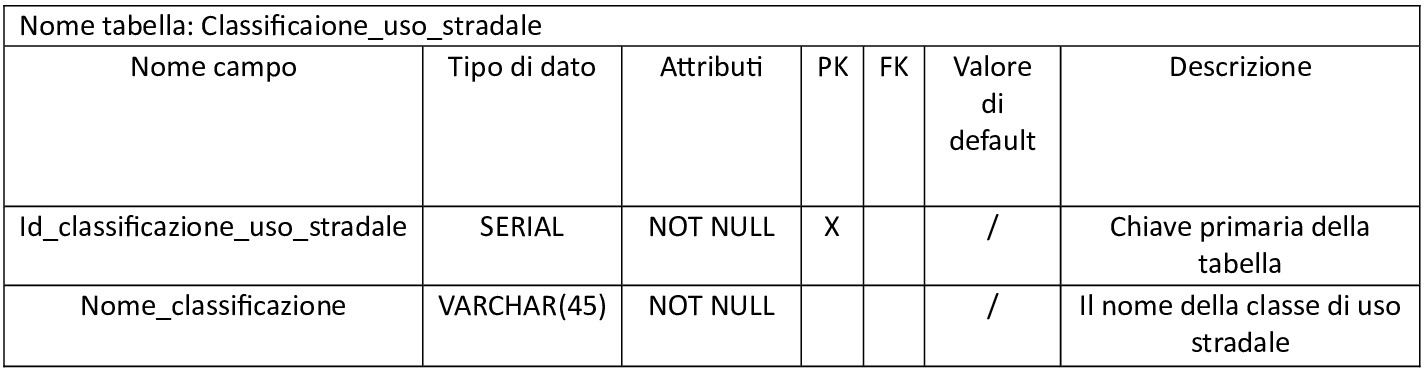 Nome tabella: Classificaione_uso_stradale
Nome campo Tipo di dato Attributi PK FK Valore di default Descrizione
Id_classificazione_uso_stradale SERIAL NOT NULL X / Chiave primaria della tabella
Nome_classificazione VARCHAR(45) NOT NULL / Il nome della classe di uso stradale